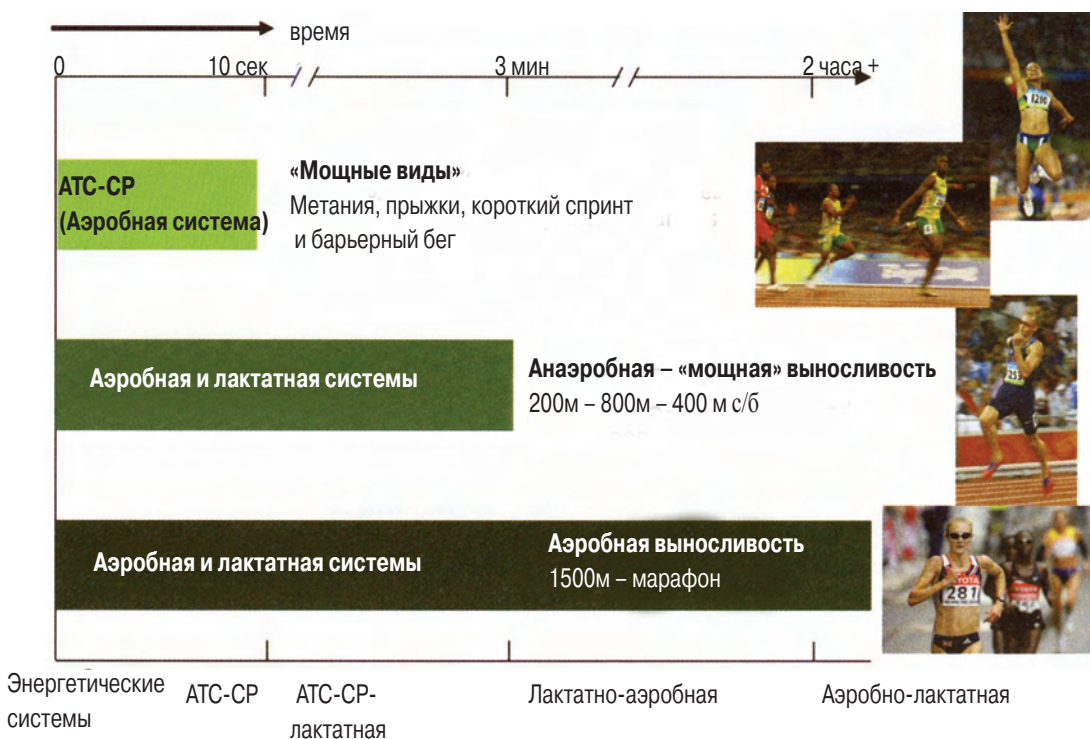 время
0
10 сек
3 мин
2 часа +
АТС-СР
(Аэробная система)
«Мощные виды»
Метания, прыжки, короткий спринт
и барьерный бег
Аэробная и лактатная системы
Анаэробная – «мощная» выносливость
200м – 800м – 400 м с/б
Аэробная и лактатная системы
Аэробная выносливость
1500м – марафон
TOYOTA
281
Энергетические
системы
АТС-СР
АТС-СР-
лактатная
Лактатно-аэробная
Аэробно-лактатная